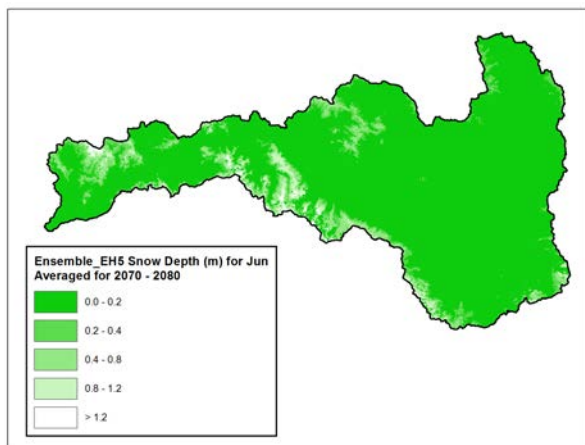 Ensemble_EH5 Snow Depth (m) for Jun
Averaged for 2070 - 2080
0.0 - 0.2
0.2 - 0.4
0.4 - 0.8
0.8 - 1.2
> 1.2